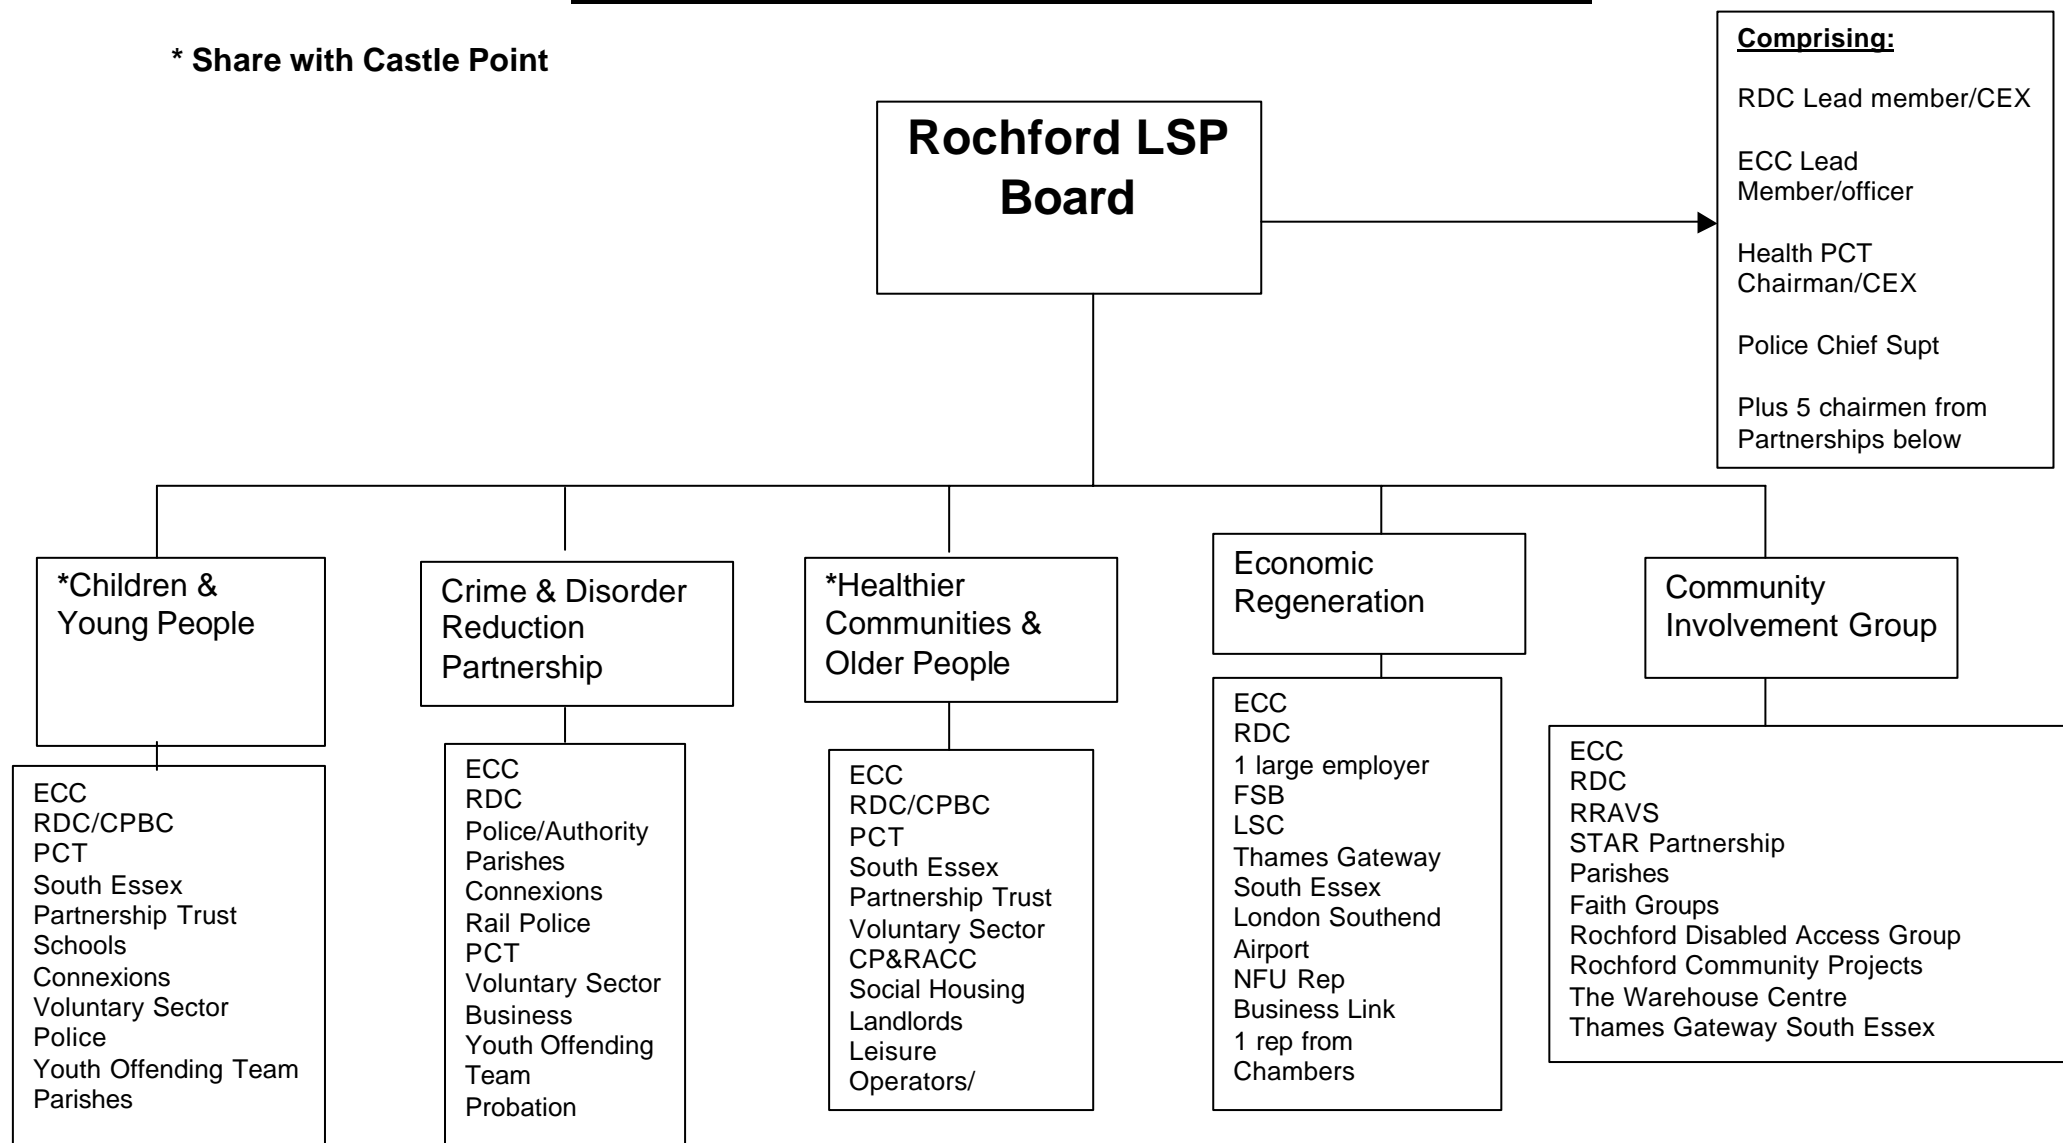 * Share with Castle Point
Comprising:
RDC Lead member/CEX
ECC Lead
Member/officer
Health PCT
Chairman/CEX
Police Chief Supt
Plus 5 chairmen from
Partnerships below
Rochford LSP
Board
*Children &
Young People
ECC
RDC/CPBC
PCT
South Essex
Partnership Trust
Schools
Connexions
Voluntary Sector
Police
Youth Offending Team
Parishes
Crime & Disorder
Reduction
Partnership
ECC
RDC
Police/Authority
Parishes
Connexions
Rail Police
PCT
Voluntary Sector
Business
Youth Offending
Team
Probation
*Healthier
Communities &
Older People
ECC
RDC/CPBC
PCT
South Essex
Partnership Trust
Voluntary Sector
CP&RACC
Social Housing
Landlords
Leisure
Operators/
Economic
Regeneration
ECC
RDC
1 large employer
FSB
LSC
Thames Gateway
South Essex
London Southend
Airport
NFU Rep
Business Link
1 rep from
Chambers
Community
Involvement Group
ECC
RDC
RRAVS
STAR Partnership
Parishes
Faith Groups
Rochford Disabled Access Group
Rochford Community Projects
The Warehouse Centre
Thames Gateway South Essex